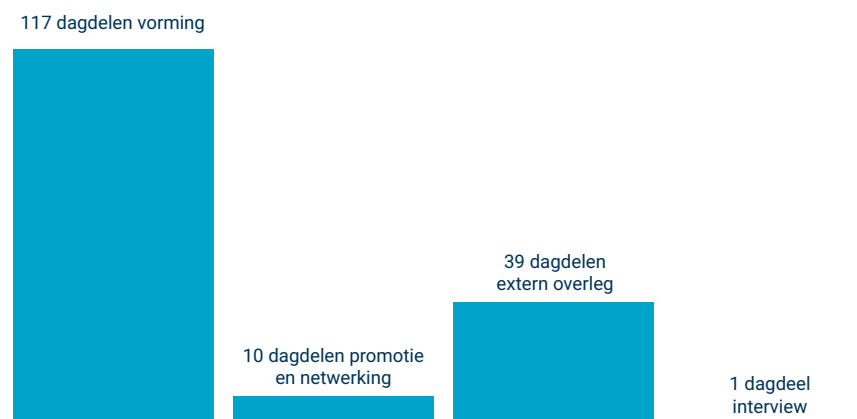 117 dagdelen vorming
10 dagdelen promotie
en netwerking
39 dagdelen
extern overleg
1 dagdeel
interview